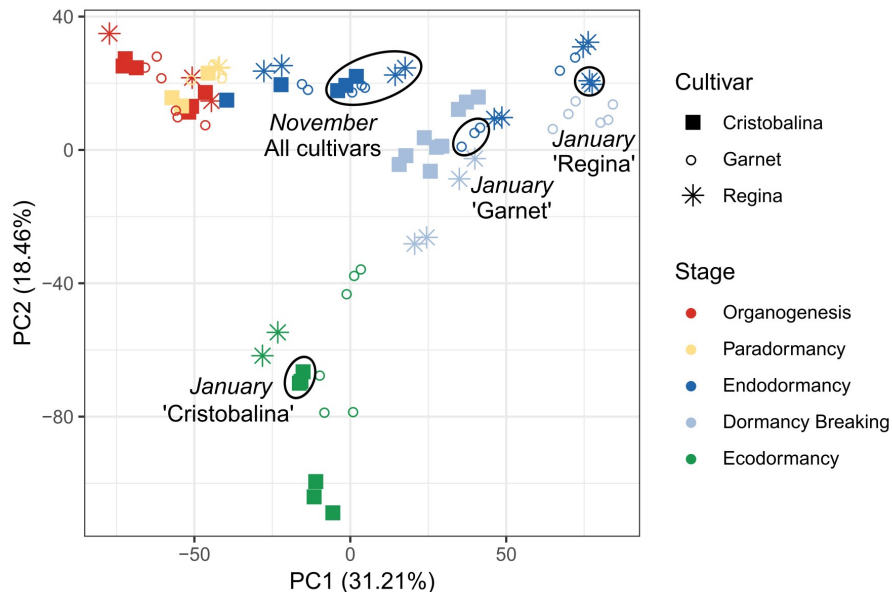 40
0
−40
−80
−50
0
50
PC1 (31.21%)
PC2 (18.46%)
November
All cultivars
January
'Regina'
January
'Garnet'
January
'Cristobalina'
Cultivar
Cristobalina
Garnet
Regina
Stage
Organogenesis
Paradormancy
Endodormancy
Dormancy Breaking
Ecodormancy